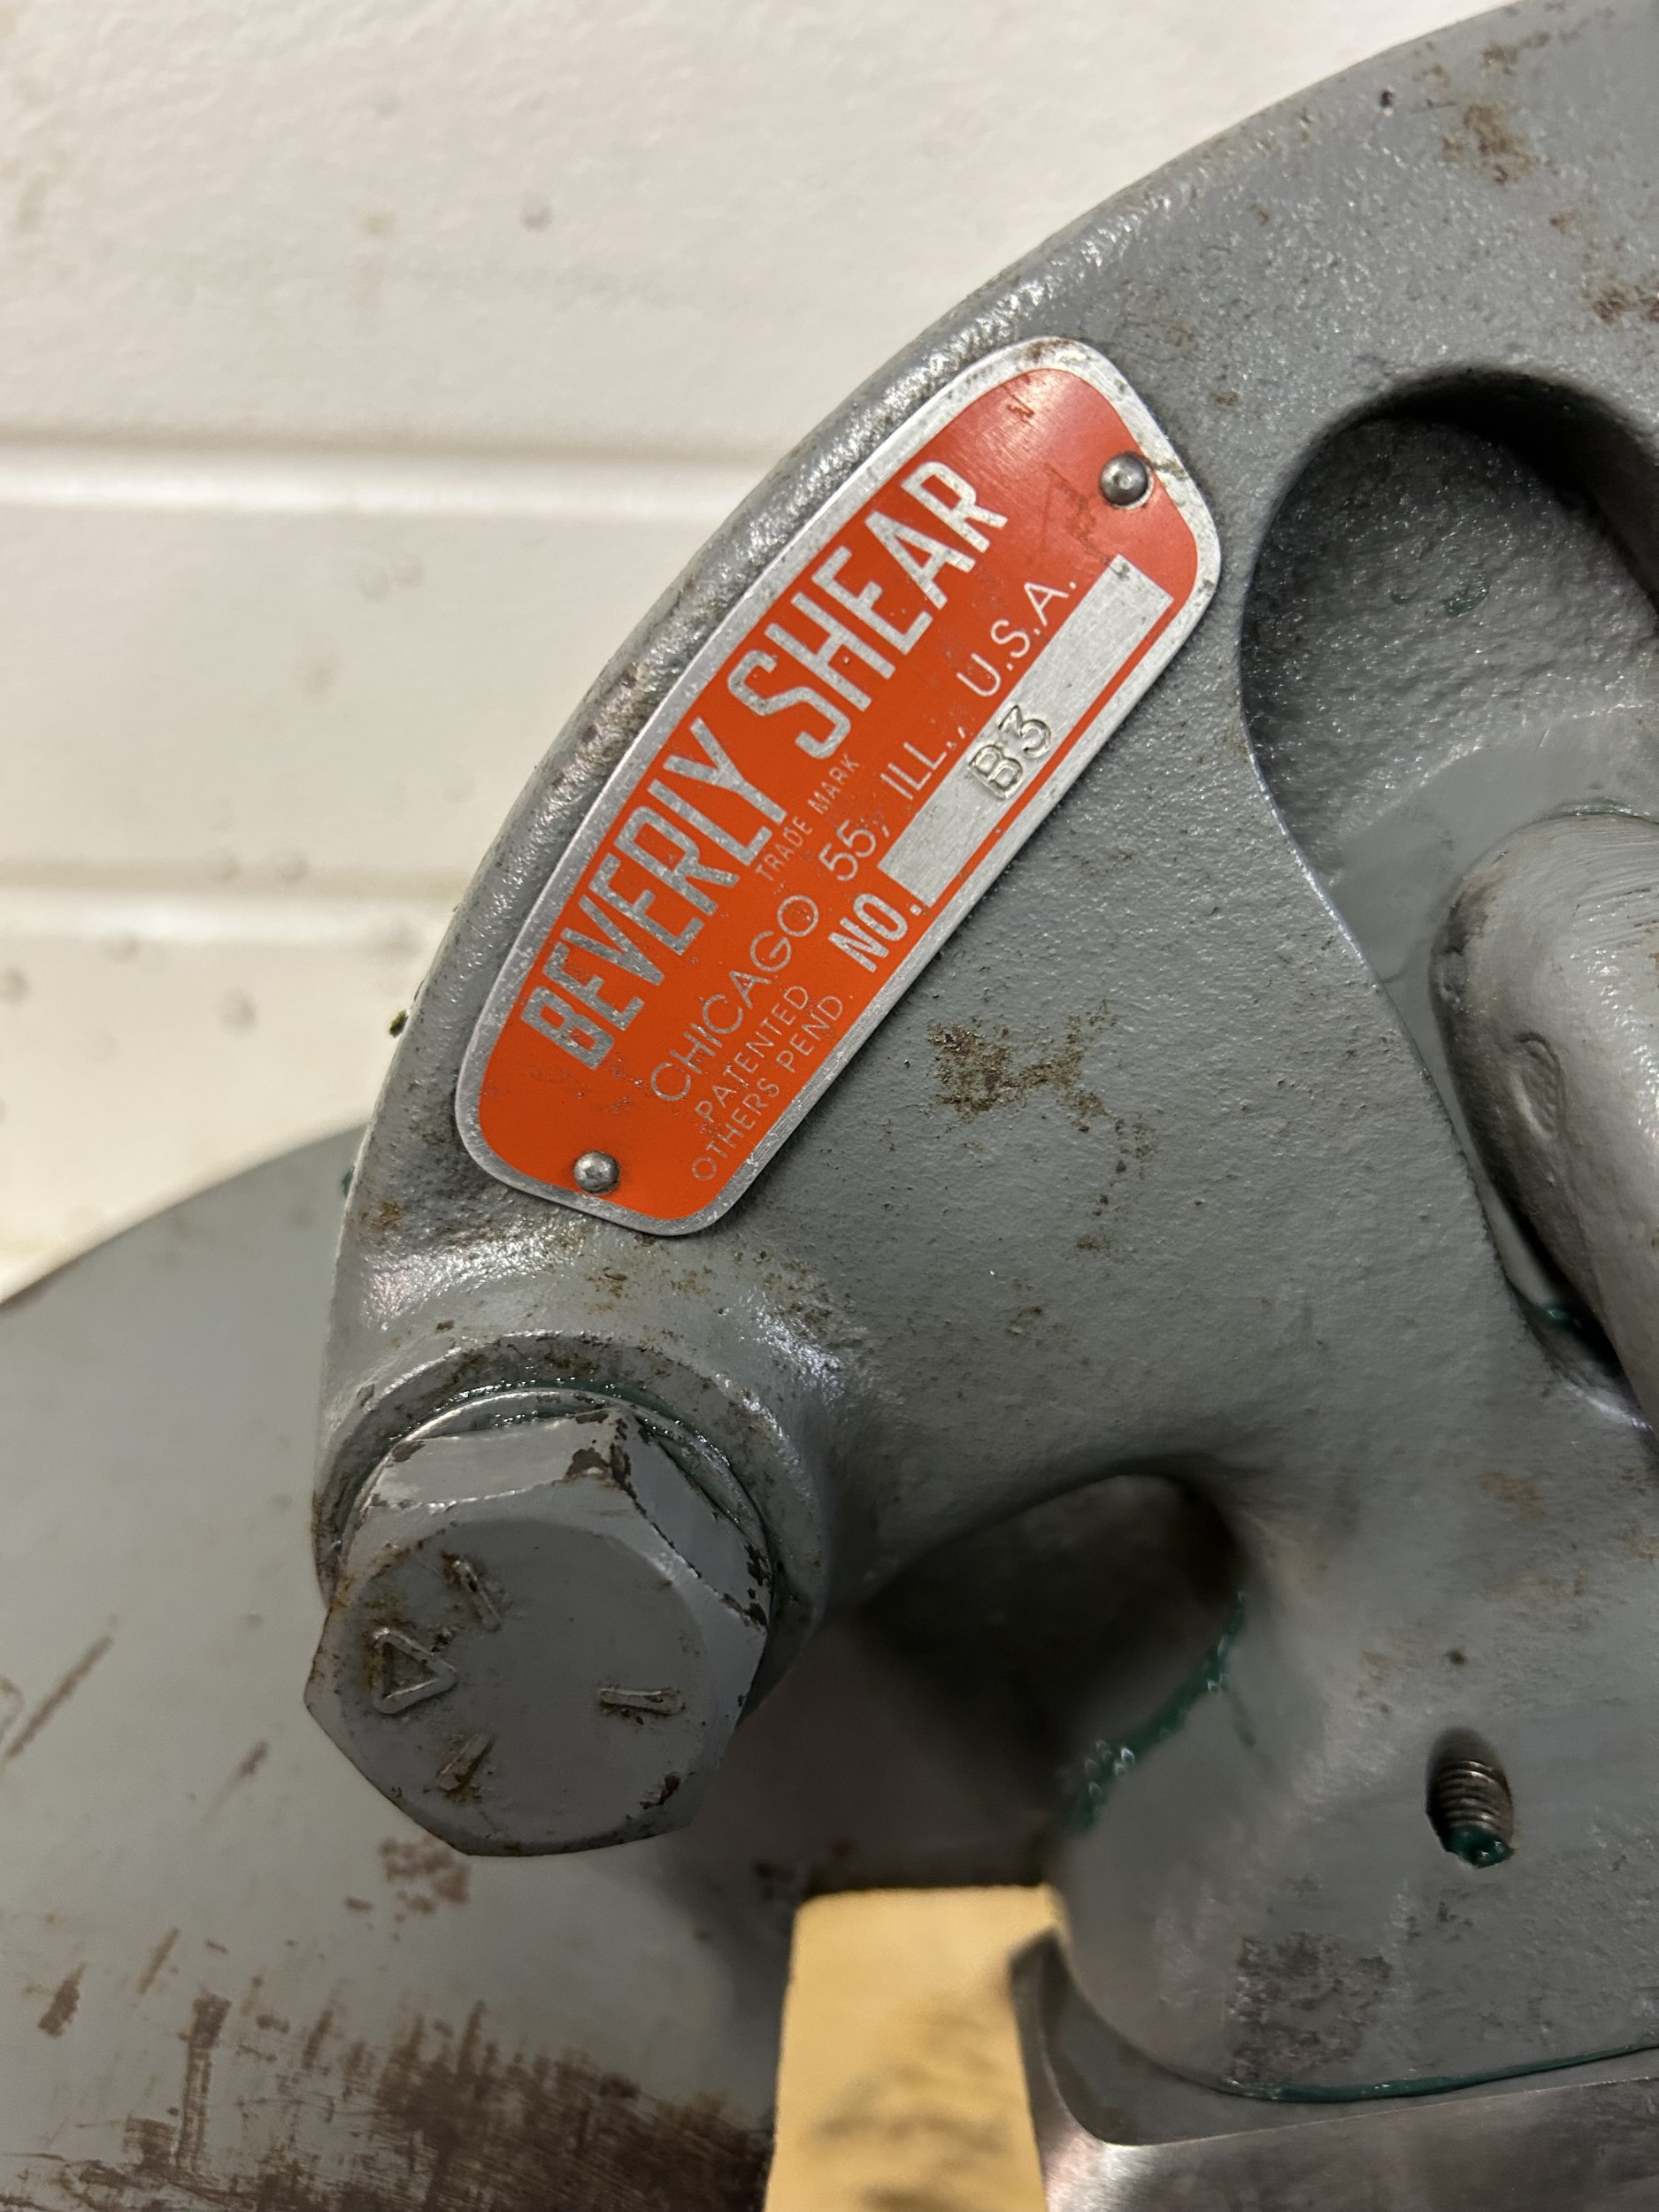 BEVERLY SHEAR
TRADE MARK
CHICAGO 55, ILL., U.S.A.
PATENTED
OTHERS PEND.
NO. B3